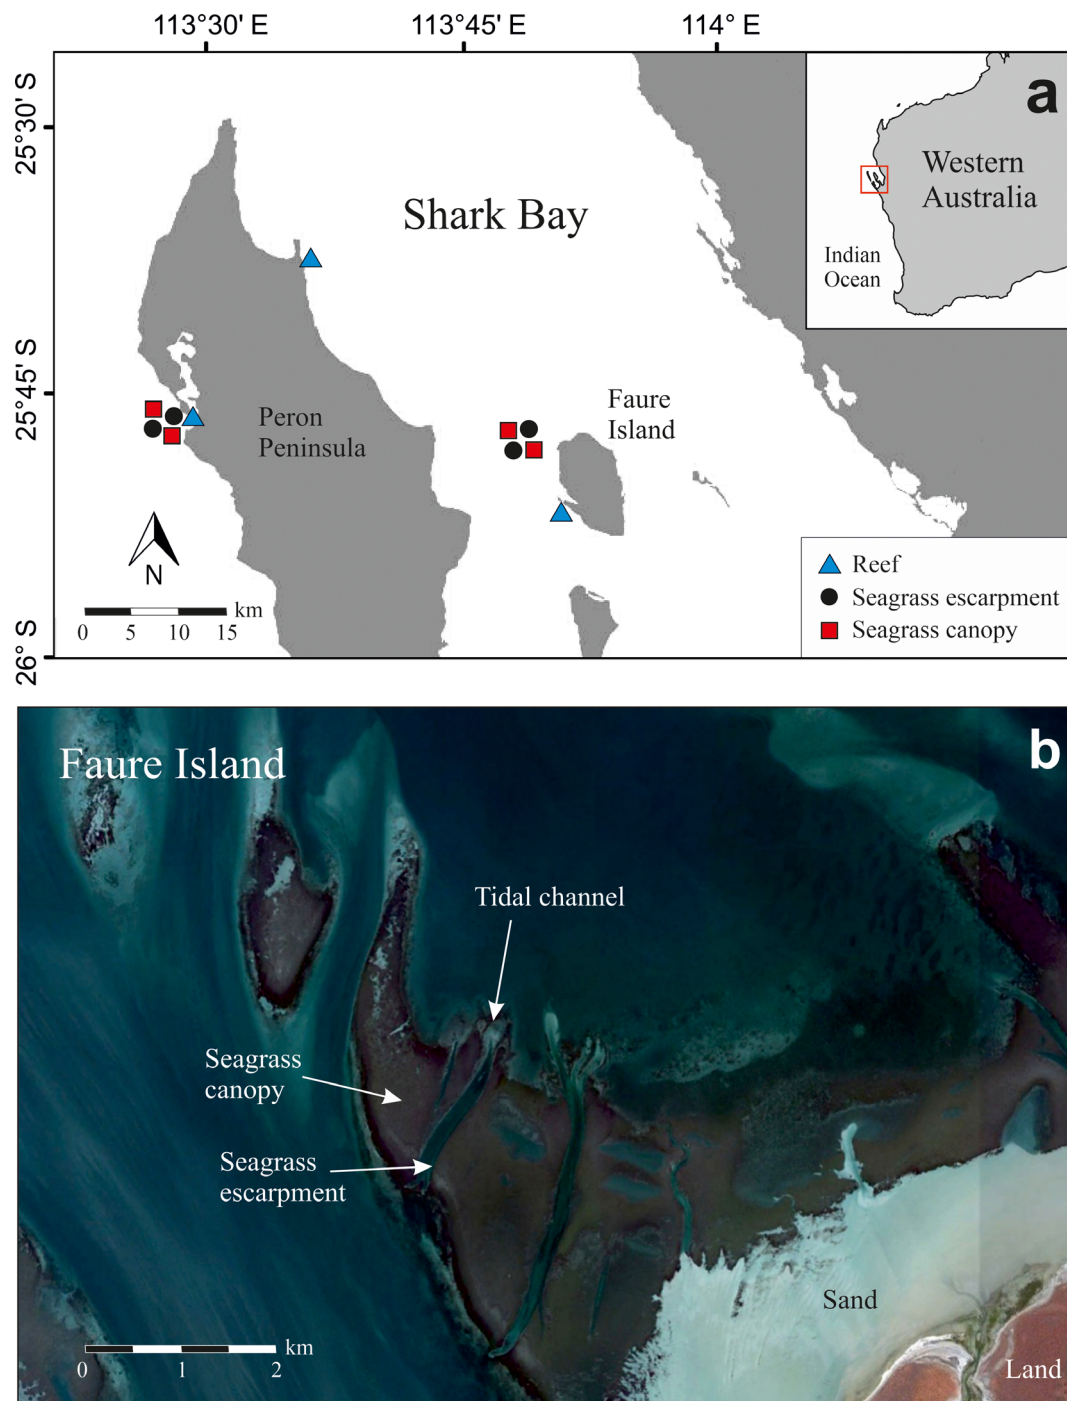 113°30' E
113°45' E
114° E
25°30' S
25°45' S
26° S
a
Western
Australia
Indian
Ocean
Shark Bay
Peron
Peninsula
Faure
Island
N
km
0 5 10 15
Reef
Seagrass escarpment
Seagrass canopy
b
Faure Island
Tidal channel
Seagrass
canopy
Seagrass
escarpment
Sand
Land
km
0 1 2